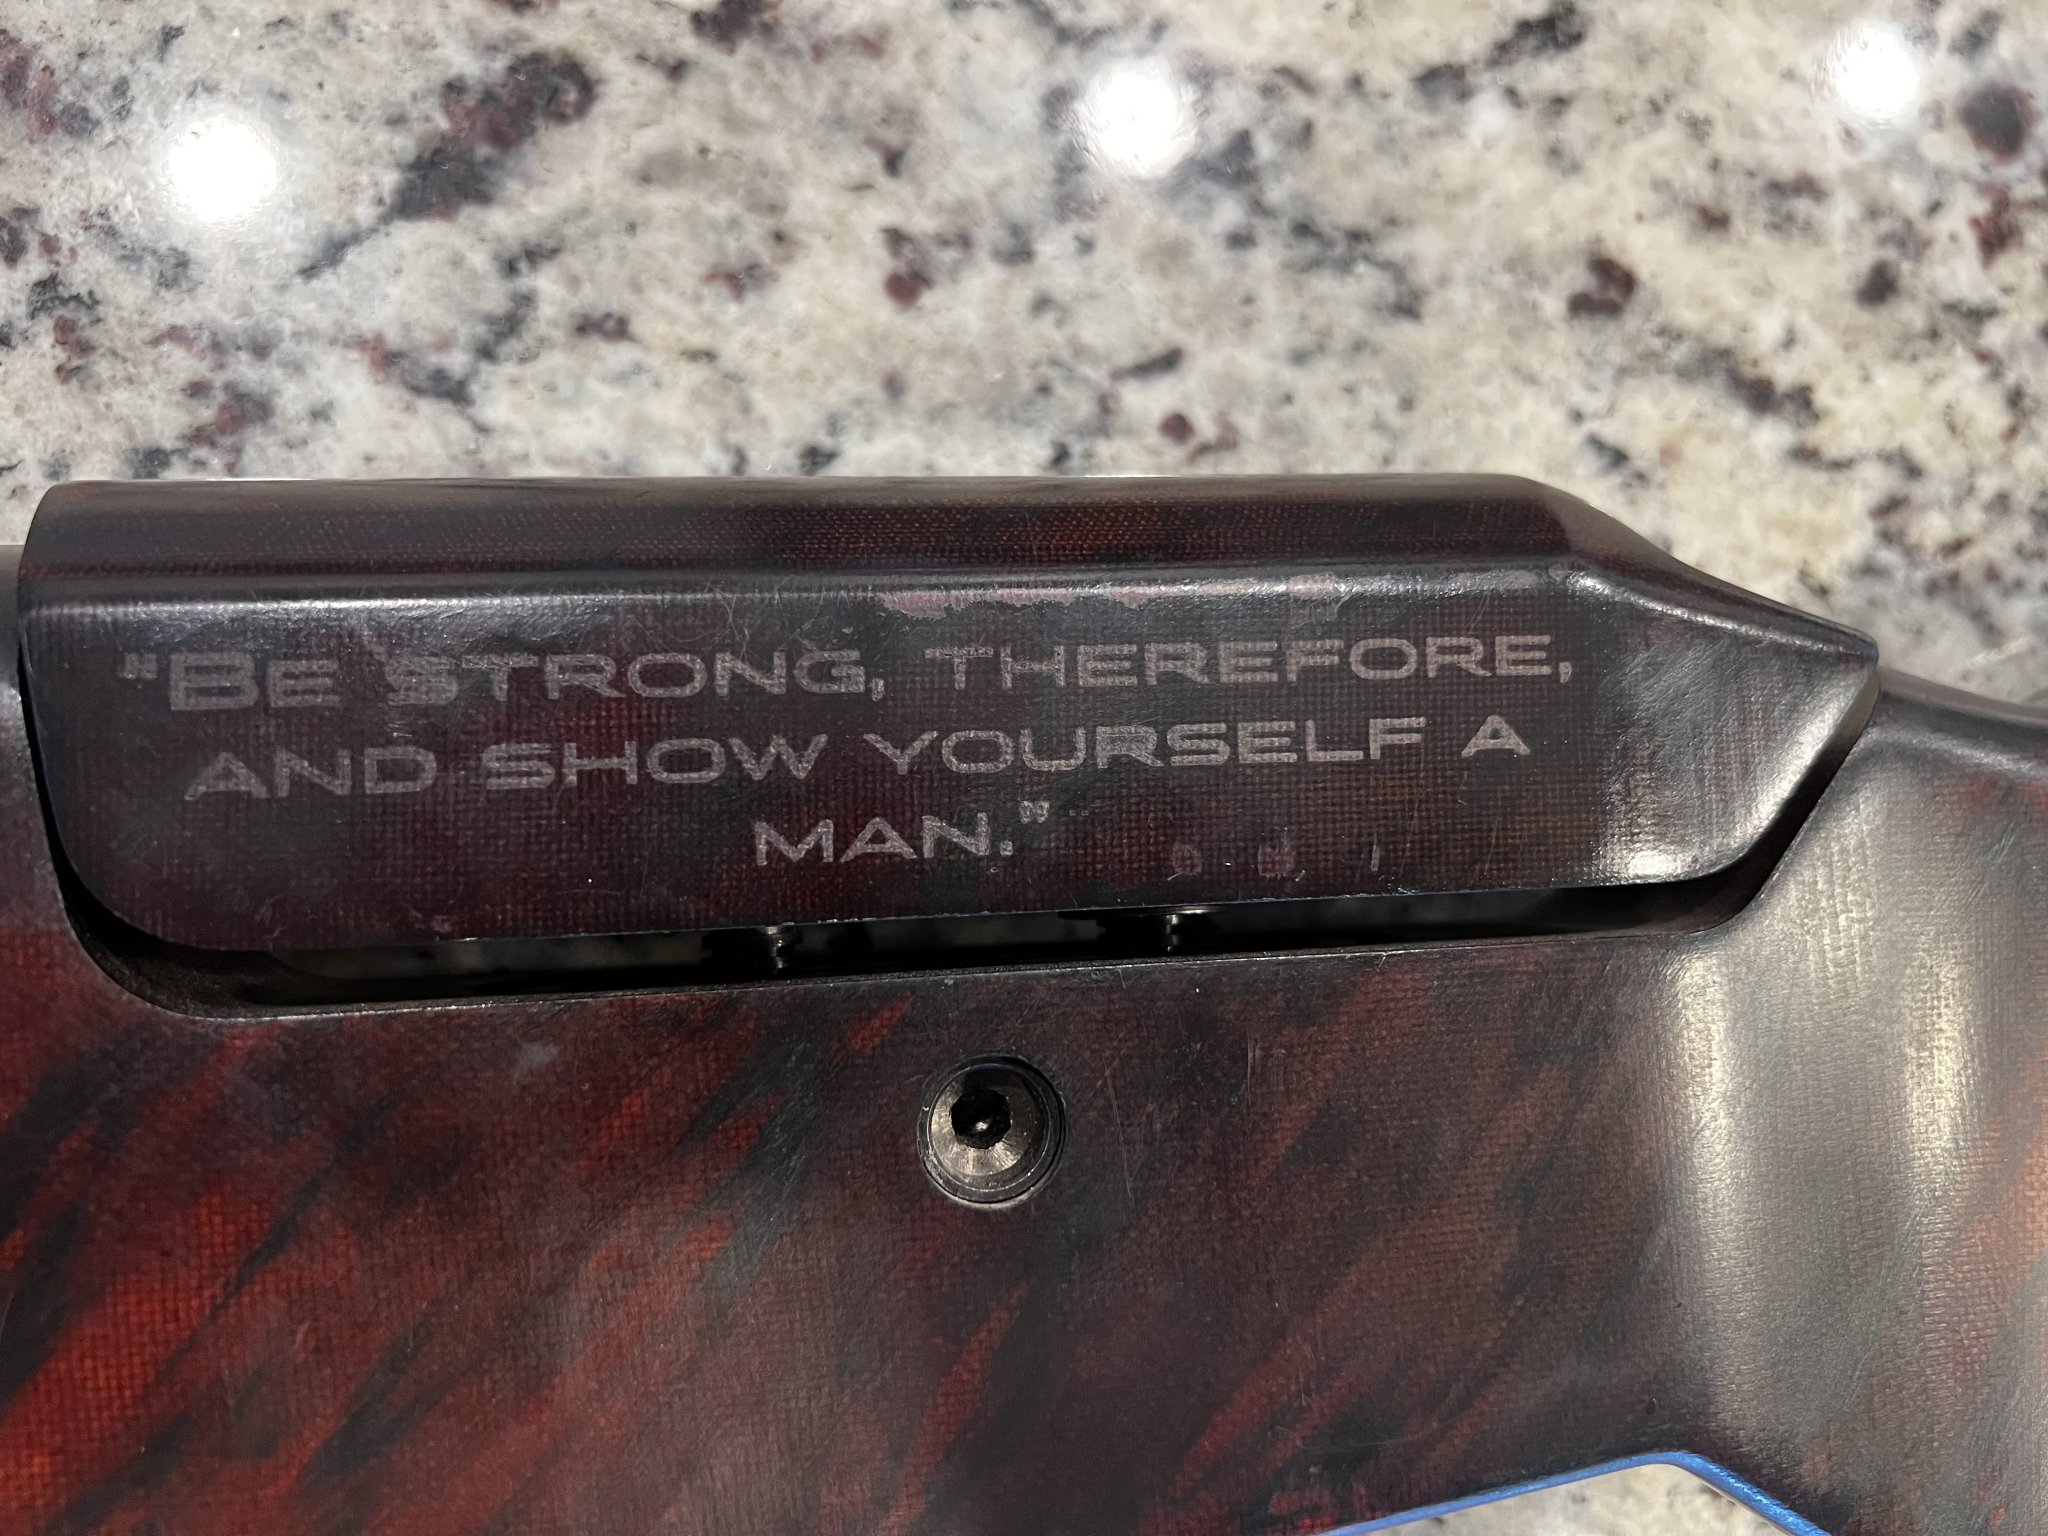 “Be strong, therefore,
and show yourself a
man.”